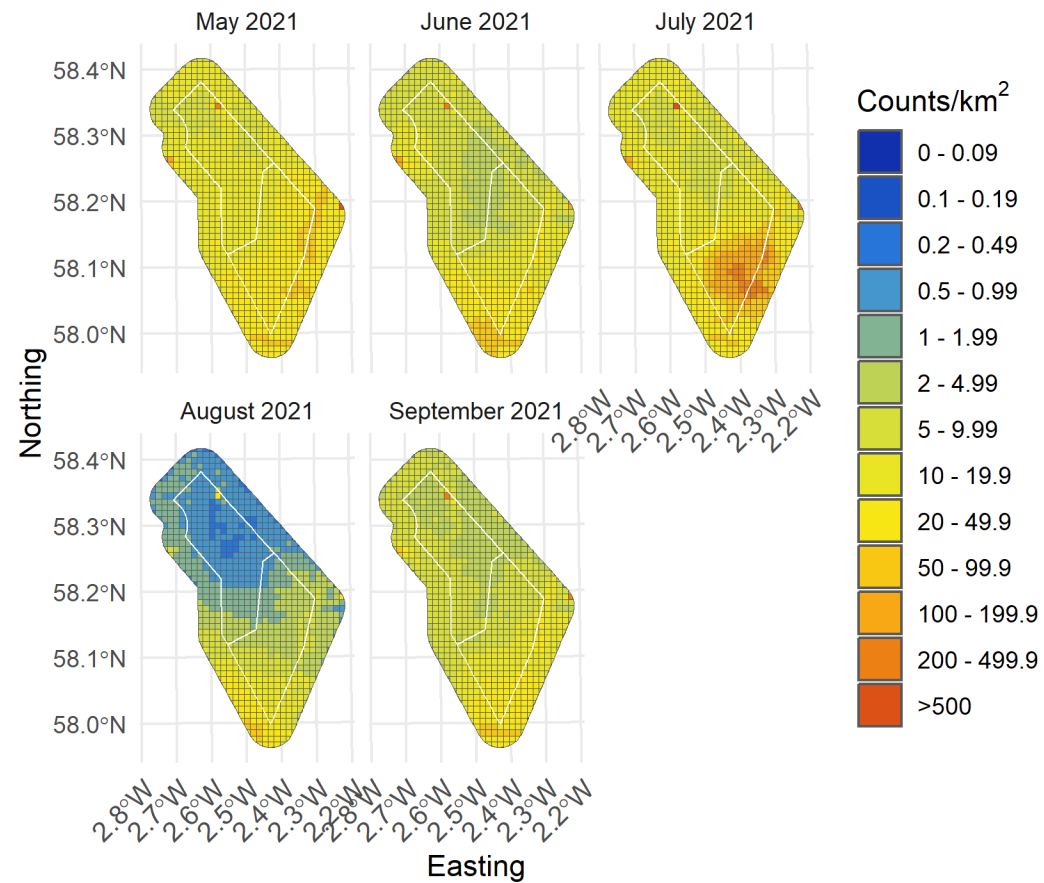 May 2021
June 2021
July 2021
58.4°N
58.3°N
58.2°N
58.1°N
58.0°N
2.8°W
2.7°W
2.6°W
2.5°W
2.4°W
2.3°W
2.2°W
Northing
August 2021
September 2021
58.4°N
58.3°N
58.2°N
58.1°N
58.0°N
2.8°W
2.7°W
2.6°W
2.5°W
2.4°W
2.3°W
2.2°W
2.8°W
2.7°W
2.6°W
2.5°W
2.4°W
2.3°W
2.2°W
Easting
Counts/km²
0 - 0.09
0.1 - 0.19
0.2 - 0.49
0.5 - 0.99
1 - 1.99
2 - 4.99
5 - 9.99
10 - 19.9
20 - 49.9
50 - 99.9
100 - 199.9
200 - 499.9
>500